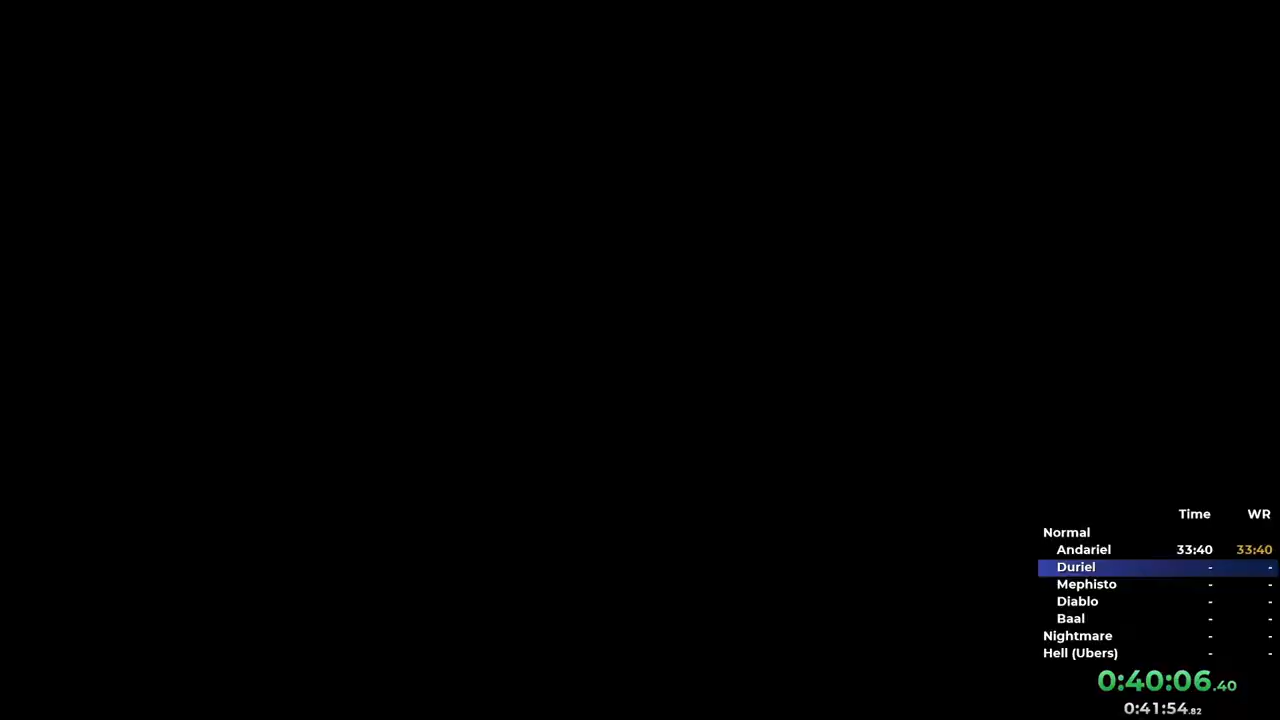 Time WR
Normal
Andariel 33:40 33:40
Duriel - -
Mephisto - -
Diablo - -
Baal - -
Nightmare - -
Hell (Ubers) - -
0:40:06.40
0:41:54.82